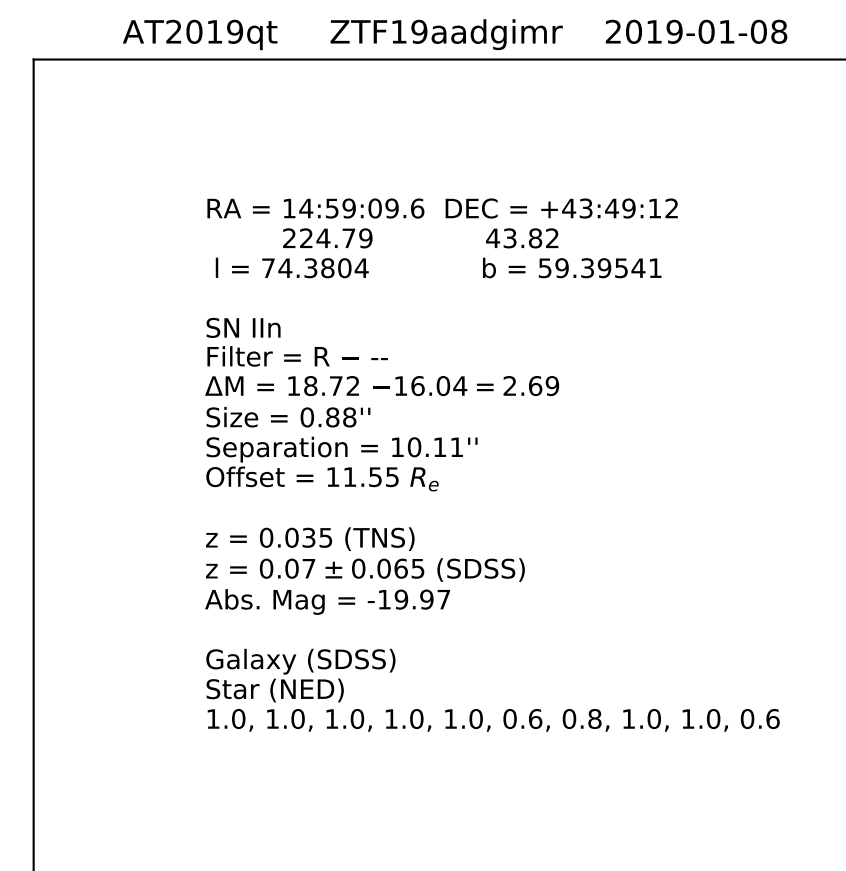 AT2019qt ZTF19aadgimr 2019-01-08
RA = 14:59:09.6 DEC = +43:49:12
224.79 43.82
l = 74.3804 b = 59.39541
SN IIn
Filter = R − --
ΔM = 18.72 −16.04 = 2.69
Size = 0.88''
Separation = 10.11''
Offset = 11.55 Rₑ
z = 0.035 (TNS)
z = 0.07 ± 0.065 (SDSS)
Abs. Mag = -19.97
Galaxy (SDSS)
Star (NED)
1.0, 1.0, 1.0, 1.0, 1.0, 0.6, 0.8, 1.0, 1.0, 0.6